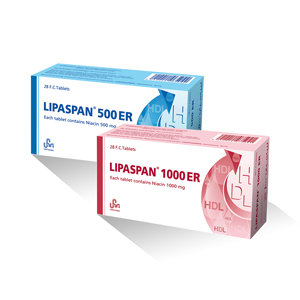 28 F.C.Tablets
LIPASPAN® 500 ER
Each tablet contains Niacin 500 mg
HDL
H
28 F.C.Tablets
LIPASPAN® 1000 ER
Each tablet contains Niacin 1000 mg
HDL
HDL
H
D
L